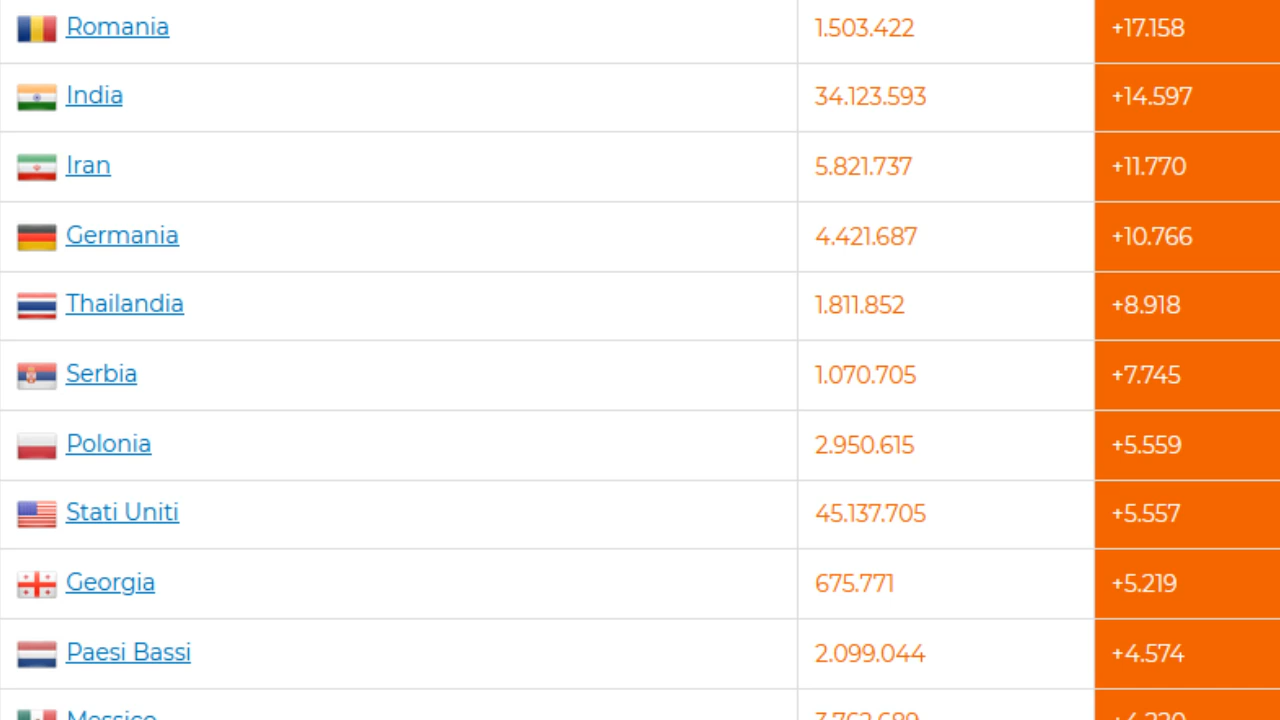 Romania 1.503.422 +17.158
India 34.123.593 +14.597
Iran 5.821.737 +11.770
Germania 4.421.687 +10.766
Thailandia 1.811.852 +8.918
Serbia 1.070.705 +7.745
Polonia 2.950.615 +5.559
Stati Uniti 45.137.705 +5.557
Georgia 675.771 +5.219
Paesi Bassi 2.099.044 +4.574
Messico